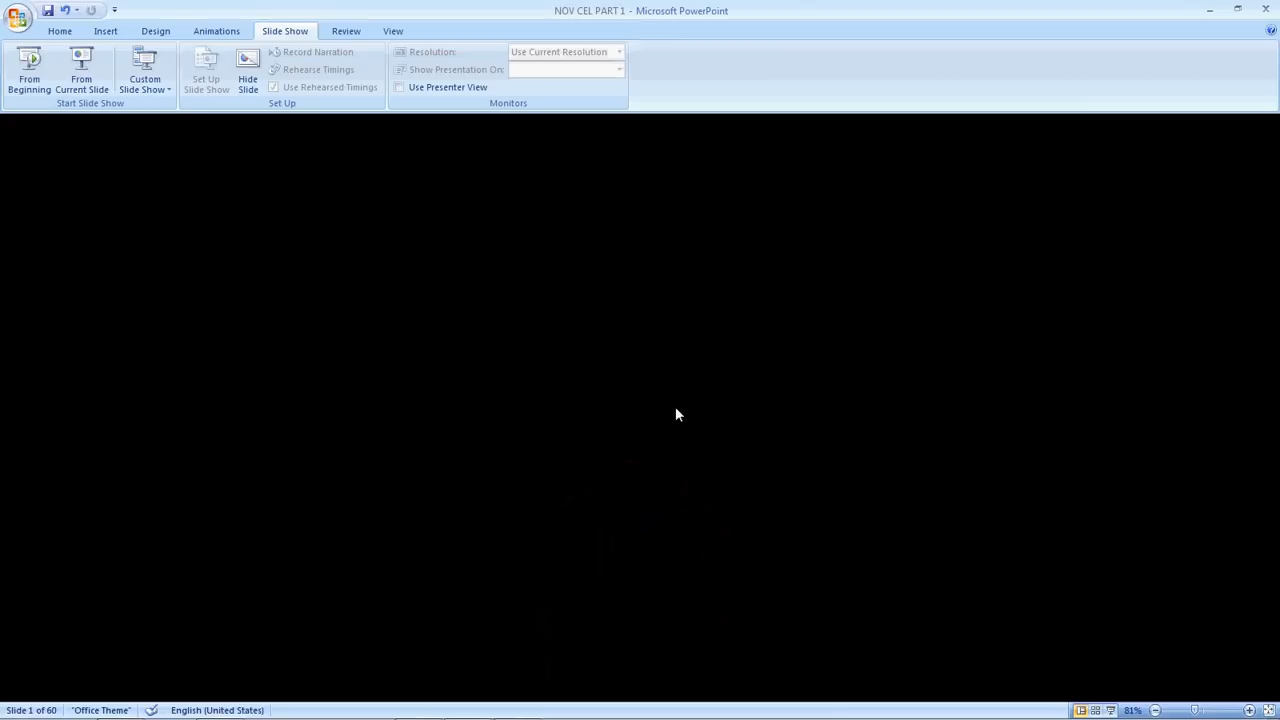 NOV CEL PART 1 - Microsoft PowerPoint
Home Insert Design Animations Slide Show Review View
From Beginning
From Current Slide
Custom Slide Show
Start Slide Show
Set Up Slide Show
Hide Slide
Record Narration
Rehearse Timings
Use Rehearsed Timings
Set Up
Resolution: Use Current Resolution
Show Presentation On:
Use Presenter View
Monitors
Slide 1 of 60 "Office Theme" English (United States) 81%